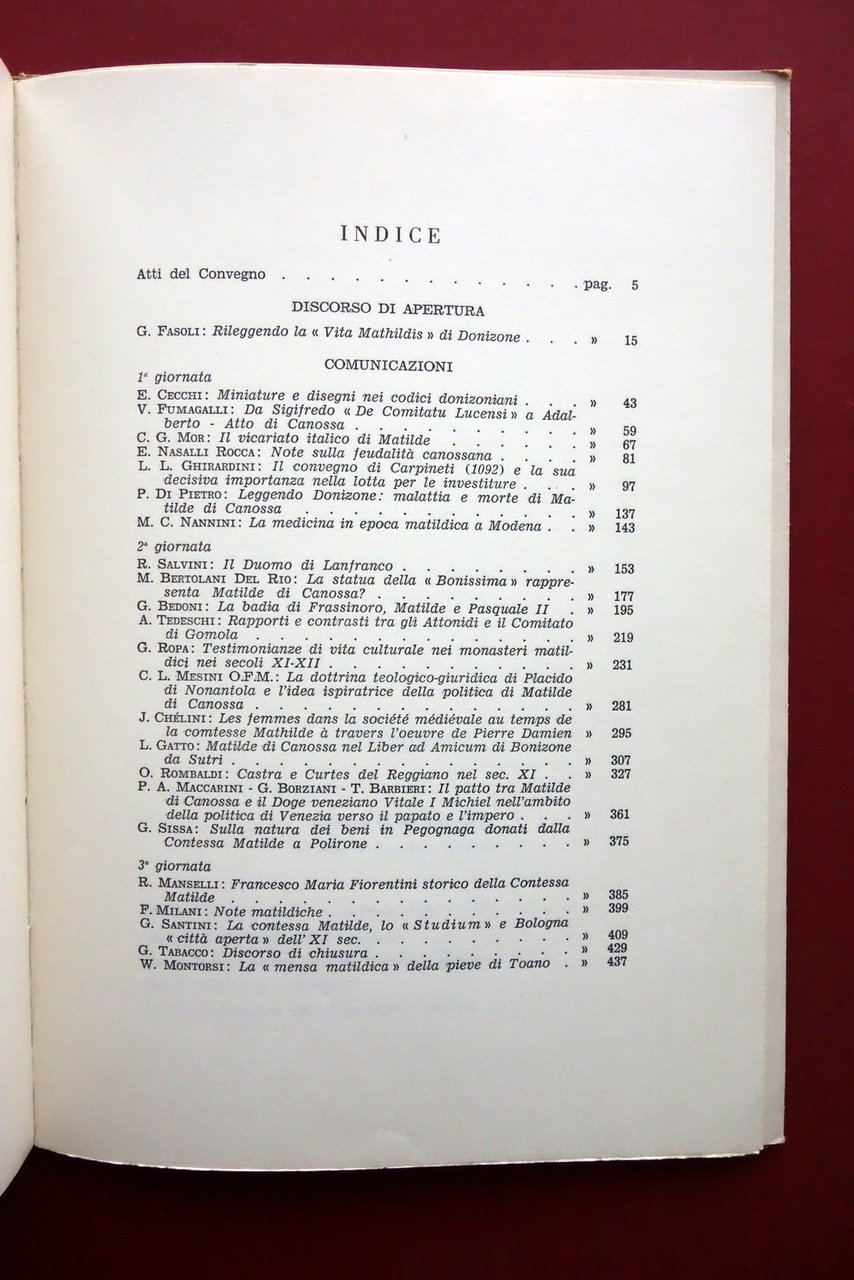 INDICE
Atti del Convegno . . . . . . . . . . . . . pag. 5
DISCORSO DI APERTURA
G. FASOLI: Rileggendo la « Vita Mathildis » di Donizone . . . » 15
COMUNICAZIONI
1ª giornata
E. CECCHI: Miniature e disegni nei codici donizoniani . . . » 43
V. FUMAGALLI: Da Sigifredo « De Comitatu Lucensi » a Adal-
berto - Atto di Canossa . . . . . . . . . . » 59
C. G. MOR: Il vicariato italico di Matilde . . . . . . » 67
E. NASALLI ROCCA: Note sulla feudalità canossana . . . . » 81
L. L. GHIRARDINI: Il convegno di Carpineti (1092) e la sua
decisiva importanza nella lotta per le investiture . . . » 97
P. DI PIETRO: Leggendo Donizone: malattia e morte di Ma-
tilde di Canossa . . . . . . . . . . . . » 137
M. C. NANNINI: La medicina in epoca matildica a Modena . . » 143
2ª giornata
R. SALVINI: Il Duomo di Lanfranco . . . . . . . . » 153
M. BERTOLANI DEL RIO: La statua della « Bonissima » rappre-
senta Matilde di Canossa? . . . . . . . . . » 177
G. BEDONI: La badia di Frassinoro, Matilde e Pasquale II . » 195
A. TEDESCHI: Rapporti e contrasti tra gli Attonidi e il Comitato
di Gomola . . . . . . . . . . . . . . » 219
G. ROPA: Testimonianze di vita culturale nei monasteri matil-
dici nei secoli XI-XII . . . . . . . . . . . » 231
C. L. MESINI O.F.M.: La dottrina teologico-giuridica di Placido
di Nonantola e l'idea ispiratrice della politica di Matilde
di Canossa . . . . . . . . . . . . . . » 281
J. CHÉLINI: Les femmes dans la société médiévale au temps de
la comtesse Mathilde à travers l'oeuvre de Pierre Damien » 295
L. GATTO: Matilde di Canossa nel Liber ad Amicum di Bonizone
da Sutri . . . . . . . . . . . . . . . » 307
O. ROMBALDI: Castra e Curtes del Reggiano nel sec. XI . . » 327
P. A. MACCARINI - G. BORZIANI - T. BARBIERI: Il patto tra Matilde
di Canossa e il Doge veneziano Vitale I Michiel nell'ambito
della politica di Venezia verso il papato e l'impero . . . » 361
G. SISSA: Sulla natura dei beni in Pegognaga donati dalla
Contessa Matilde a Polirone . . . . . . . . . » 375
3ª giornata
R. MANSELLI: Francesco Maria Fiorentini storico della Contessa
Matilde . . . . . . . . . . . . . . . » 385
F. MILANI: Note matildiche . . . . . . . . . . . » 399
G. SANTINI: La contessa Matilde, lo « Studium » e Bologna
« città aperta » dell' XI sec. . . . . . . . . . » 409
G. TABACCO: Discorso di chiusura . . . . . . . . . » 429
W. MONTORSI: La « mensa matildica » della pieve di Toano . » 437